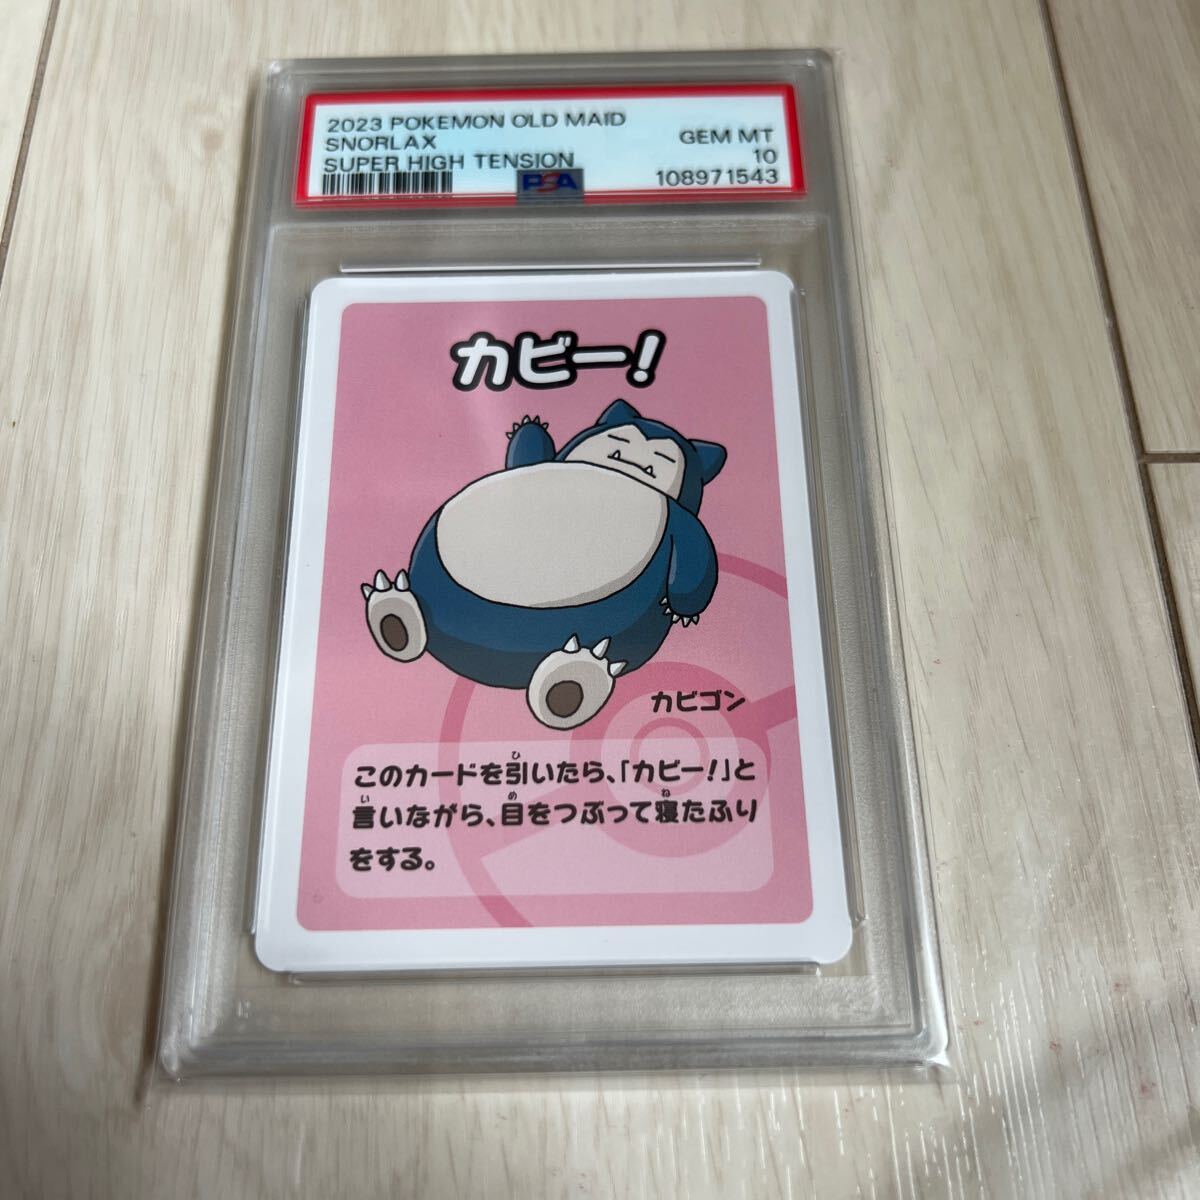 2023 POKEMON OLD MAID
SNORLAX
SUPER HIGH TENSION
GEM MT
10
108971543
PSA
カビー!
カビゴン
このカードを引いたら、「カビー!」と
言いながら、目をつぶって寝たふり
をする。